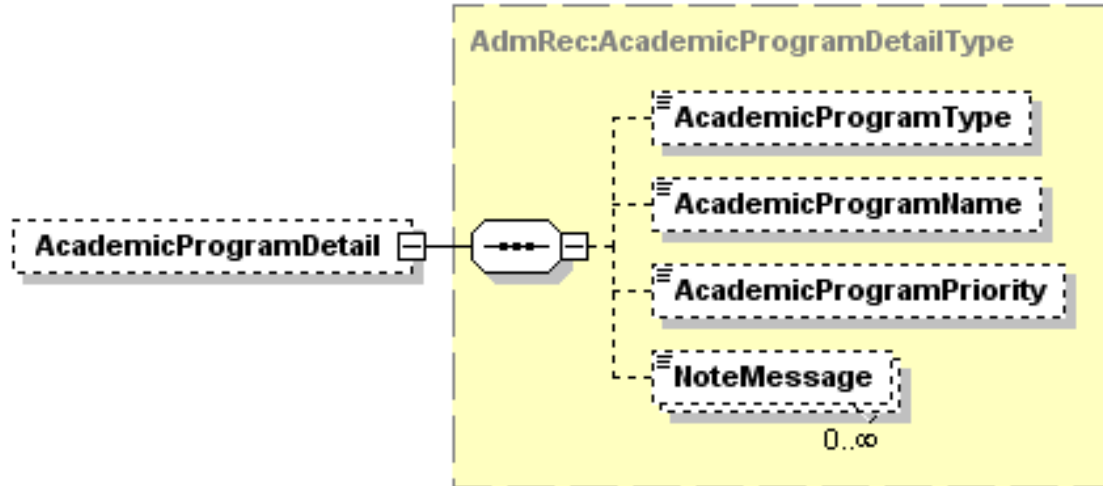 AdmRec:AcademicProgramDetailType
AcademicProgramType
AcademicProgramName
AcademicProgramDetail
AcademicProgramPriority
NoteMessage
0..∞